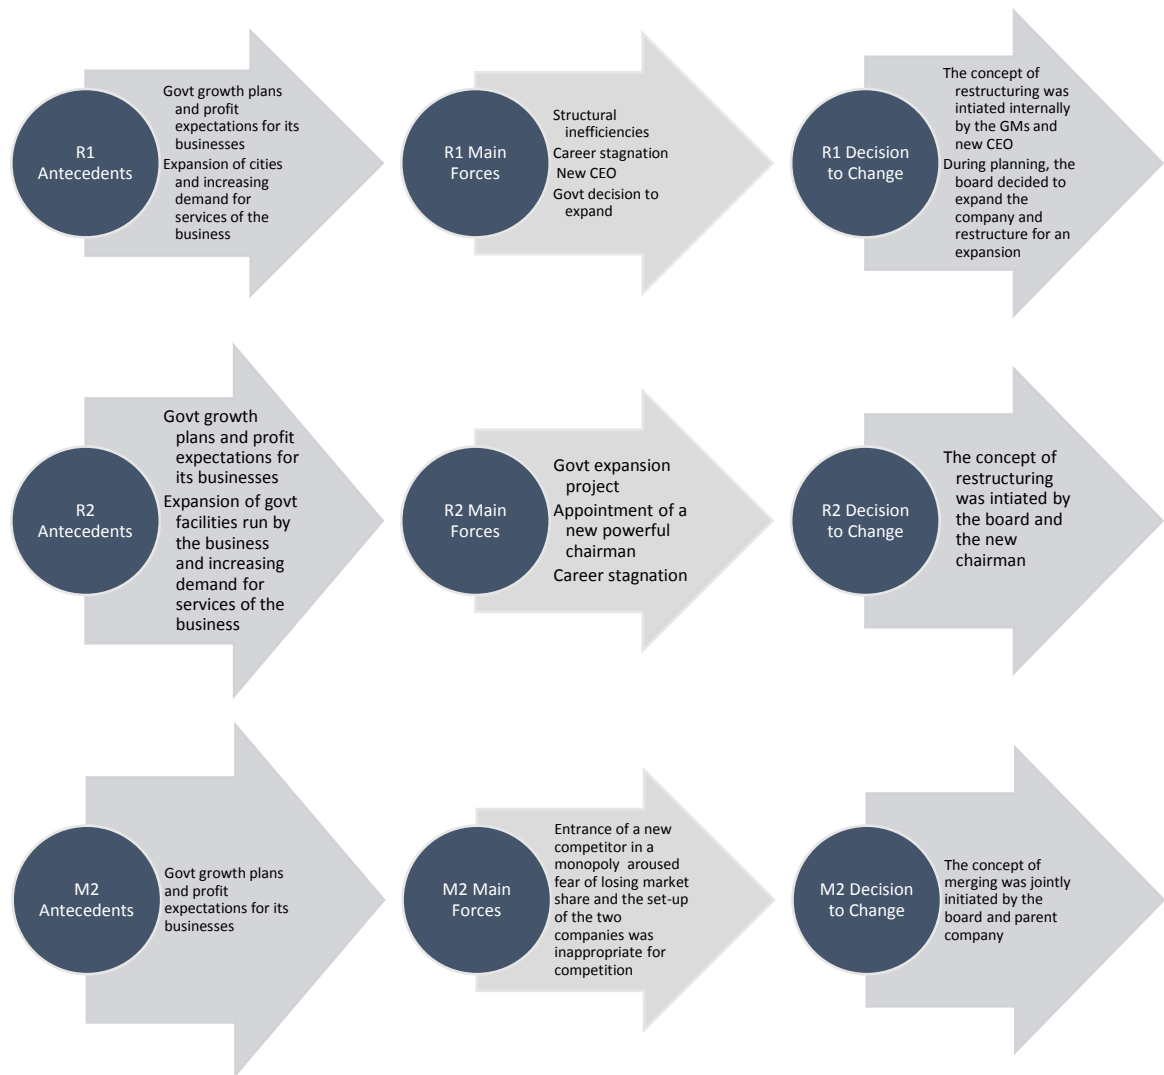 R1
Antecedents
Govt growth plans
and profit
expectations for its
businesses
Expansion of cities
and increasing
demand for
services of the
business
R1 Main
Forces
Structural
inefficiencies
Career stagnation
New CEO
Govt decision to
expand
R1 Decision
to Change
The concept of
restructuring was
intiated internally
by the GMs and
new CEO
During planning, the
board decided to
expand the
company and
restructure for an
expansion
R2
Antecedents
Govt growth
plans and profit
expectations for
its businesses
Expansion of govt
facilities run by
the business
and increasing
demand for
services of the
business
R2 Main
Forces
Govt expansion
project
Appointment of a
new powerful
chairman
Career stagnation
R2 Decision
to Change
The concept of
restructuring
was intiated by
the board and
the new
chairman
M2
Antecedents
Govt growth plans
and profit
expectations for its
businesses
M2 Main
Forces
Entrance of a new
competitor in a
monopoly aroused
fear of losing market
share and the set-up
of the two
companies was
inappropriate for
competition
M2 Decision
to Change
The concept of
merging was jointly
initiated by the
board and parent
company